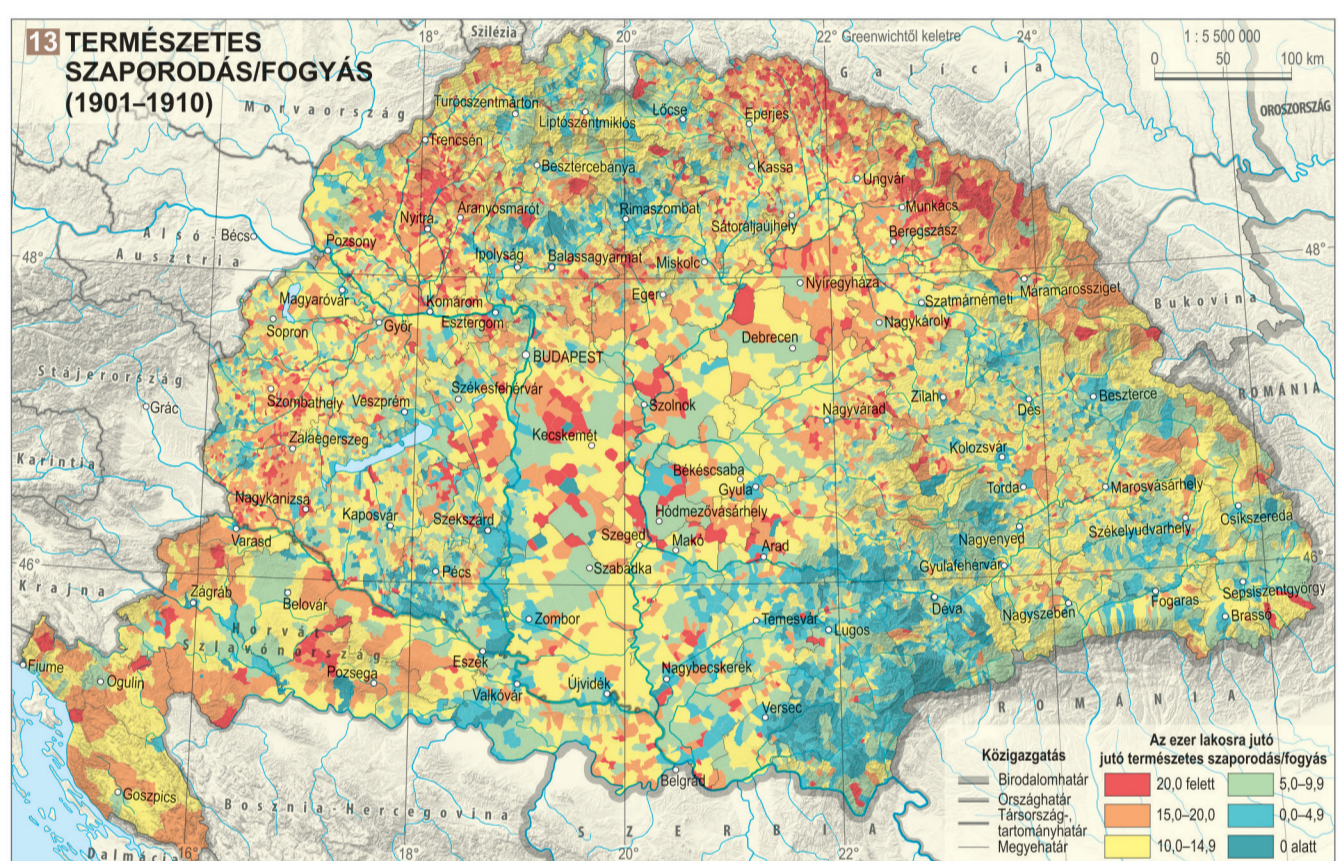 13 TERMÉSZETES
SZAPORODÁS/FOGYÁS
(1901–1910)
18°
Szilézia
20°
22°
Greenwichtől keletre
24°
1 : 5 500 000
0 100 km
Galícia
OROSZORSZÁG
Morvaország
Turócszentmárton
Liptószentmiklós
Lőcse
Eperjes
Trencsén
Besztercebánya
Kassa
Ungvár
Munkács
Nyitra
Aranyosmarót
Rimaszombat
Sátoraljaújhely
Beregszász
Alsó-
Ausztria
Bécs
Pozsony
48°
Ipolyság
Balassagyarmat
Miskolc
48°
Magyaróvár
Komárom
Eger
Nyíregyháza
Szatmárnémeti
Máramarossziget
Bukovina
Sopron
Győr
Esztergom
Nagykároly
Debrecen
BUDAPEST
Stájerország
Grác
Székesfehérvár
Szombathely
Veszprém
Szolnok
Nagyvárad
Zilah
Dés
Beszterce
ROMÁNIA
Zalaegerszeg
Kecskemét
Kolozsvár
Karintia
Békéscsaba
Gyula
Torda
Marosvásárhely
Nagykanizsa
Kaposvár
Szekszárd
Hódmezővásárhely
Székelyudvarhely
Csíkszereda
Varasd
Szeged
Makó
Arad
Nagyenyed
46°
Pécs
Szabadka
Gyulafehérvár
46°
Krajna
Zágráb
Belovár
Déva
Nagyszeben
Fogaras
Sepsiszentgyörgy
Brassó
Horvát-
Szlavónország
Zombor
Temesvár
Lugos
Fiume
Ogulin
Pozsega
Eszék
Valkóvár
Újvidék
Nagybecskerek
Versec
ROMÁNIA
Belgrád
Goszpics
Bosznia-Hercegovina
SZERBIA
Dalmácia
16°
18°
20°
22°
Közigazgatás
Birodalomhatár
Országhatár
Társország-,
tartományhatár
Megyehatár
Az ezer lakosra jutó
jutó természetes szaporodás/fogyás
20,0 felett
15,0–20,0
10,0–14,9
5,0–9,9
0,0–4,9
0 alatt